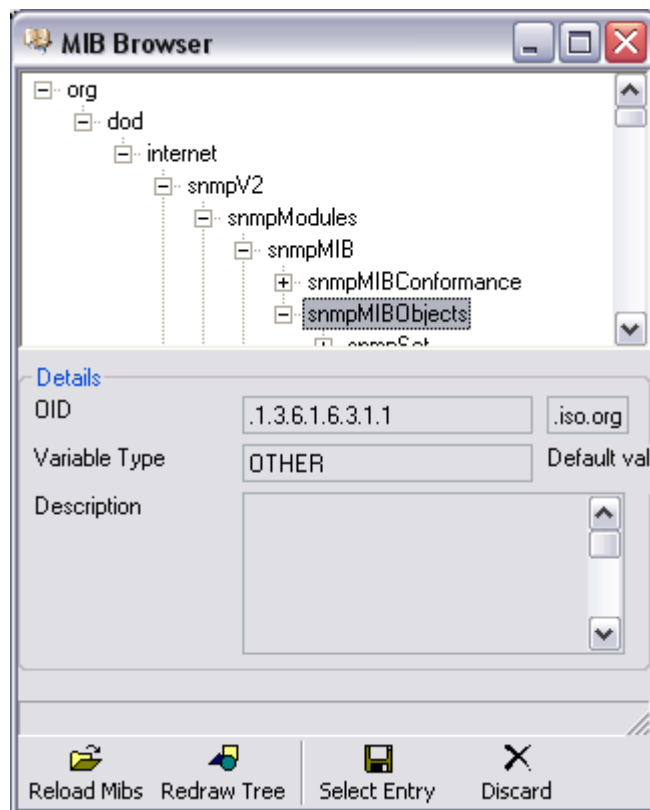 MIB Browser
org
dod
internet
snmpV2
snmpModules
snmpMIB
snmpMIBConformance
snmpMIBObjects
snmpSet
Details
OID .1.3.6.1.6.3.1.1 .iso.org
Variable Type OTHER Default val
Description
Reload Mibs Redraw Tree Select Entry Discard